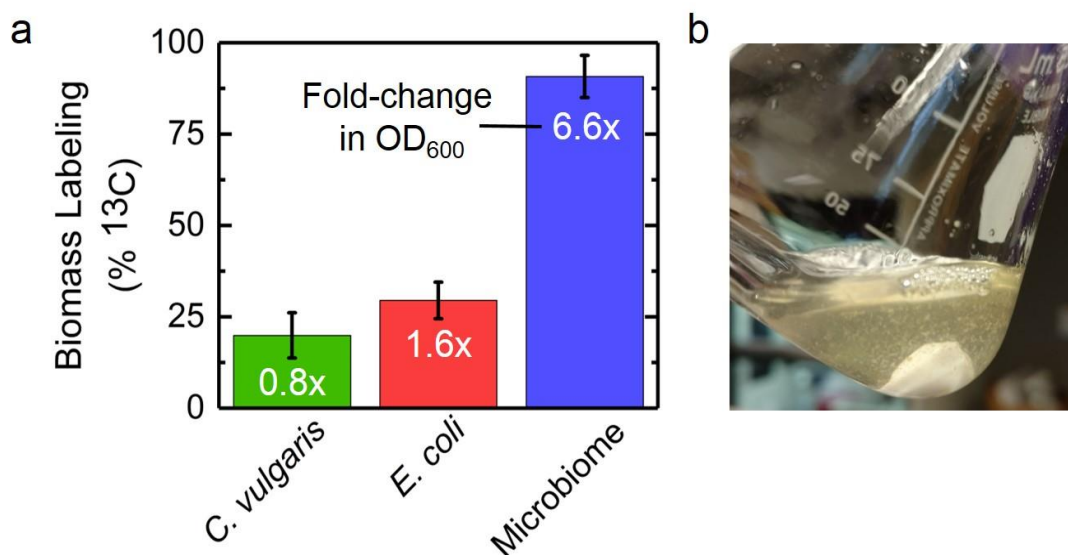 a
b
Biomass Labeling
(% 13C)
100
75
50
25
0
Fold-change
in OD600
6.6x
1.6x
0.8x
C. vulgaris
E. coli
Microbiome
50